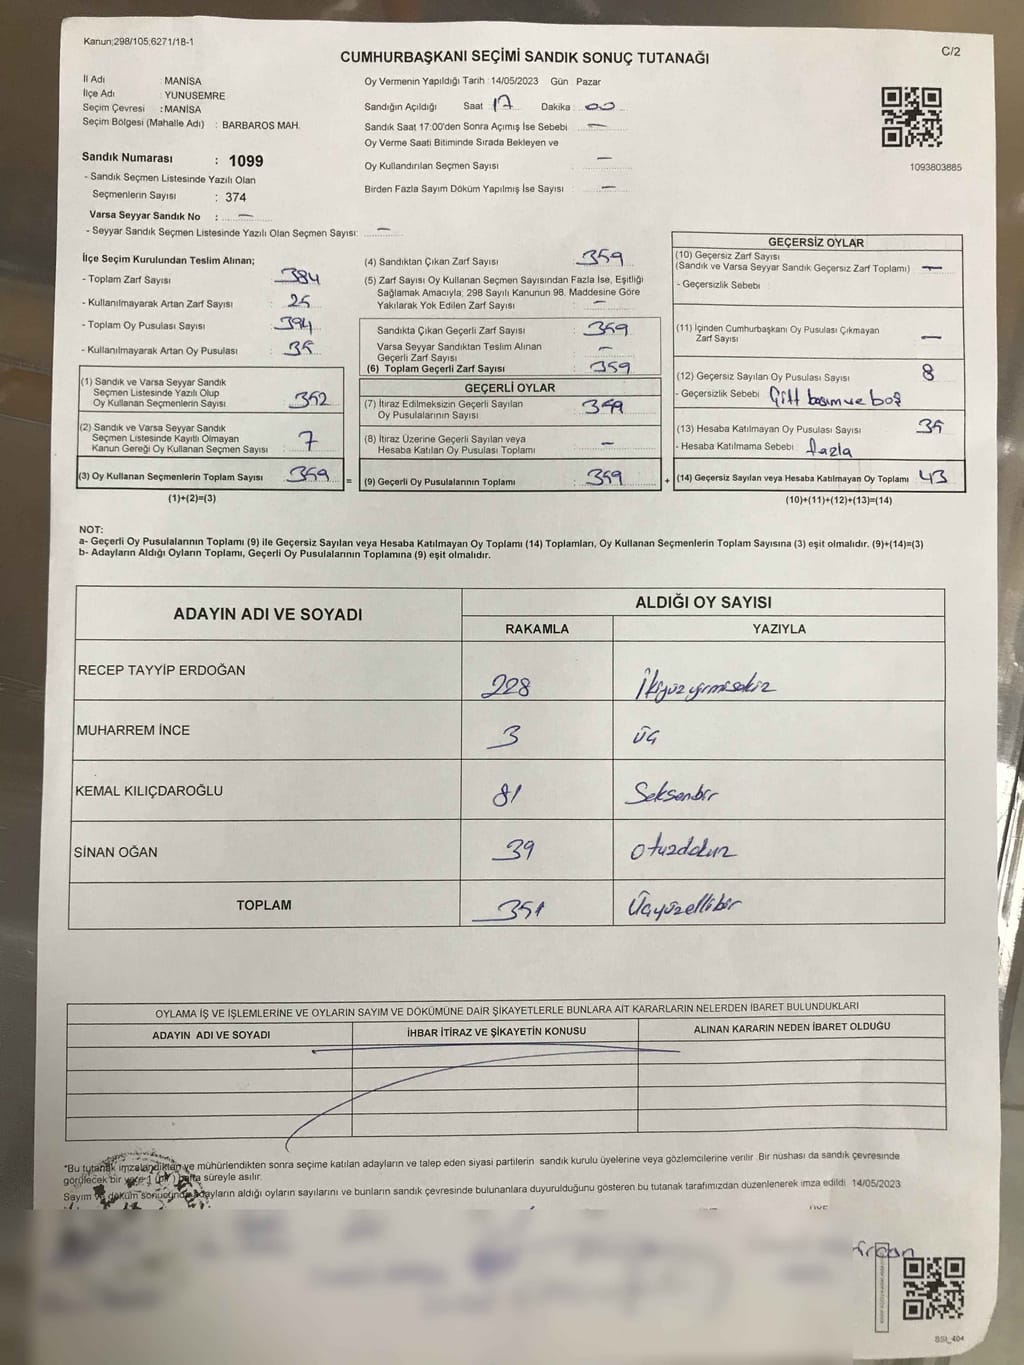 Kanun;298/105;6271/18-1
C/2
CUMHURBAŞKANI SEÇİMİ SANDIK SONUÇ TUTANAĞI
İl Adı : MANİSA
İlçe Adı : YUNUSEMRE
Seçim Çevresi : MANİSA
Seçim Bölgesi (Mahalle Adı) : BARBAROS MAH.
Sandık Numarası : 1099
- Sandık Seçmen Listesinde Yazılı Olan
Seçmenlerin Sayısı : 374
Varsa Seyyar Sandık No : —
- Seyyar Sandık Seçmen Listesinde Yazılı Olan Seçmen Sayısı: —
Oy Vermenin Yapıldığı Tarih : 14/05/2023 Gün : Pazar
Sandığın Açıldığı Saat : 17 Dakika : 00
Sandık Saat 17:00'den Sonra Açımış İse Sebebi : —
Oy Verme Saati Bitiminde Sırada Bekleyen ve
Oy Kullandırılan Seçmen Sayısı : —
Birden Fazla Sayım Döküm Yapılmış İse Sayısı : —
1093803885
İlçe Seçim Kurulundan Teslim Alınan;
- Toplam Zarf Sayısı : 384
- Kullanılmayarak Artan Zarf Sayısı : 25
- Toplam Oy Pusulası Sayısı : 394
- Kullanılmayarak Artan Oy Pusulası : 35
(1) Sandık ve Varsa Seyyar Sandık
Seçmen Listesinde Yazılı Olup
Oy Kullanan Seçmenlerin Sayısı : 352
(2) Sandık ve Varsa Seyyar Sandık
Seçmen Listesinde Kayıtlı Olmayan
Kanun Gereği Oy Kullanan Seçmen Sayısı : 7
(3) Oy Kullanan Seçmenlerin Toplam Sayısı : 359
(1)+(2)=(3)
(4) Sandıktan Çıkan Zarf Sayısı : 359
(5) Zarf Sayısı Oy Kullanan Seçmen Sayısından Fazla İse, Eşitliği
Sağlamak Amacıyla; 298 Sayılı Kanunun 98. Maddesine Göre
Yakılarak Yok Edilen Zarf Sayısı : —
Sandıkta Çıkan Geçerli Zarf Sayısı : 359
Varsa Seyyar Sandıktan Teslim Alınan
Geçerli Zarf Sayısı : —
(6) Toplam Geçerli Zarf Sayısı : 359
GEÇERLİ OYLAR
(7) İtiraz Edilmeksizin Geçerli Sayılan
Oy Pusulalarının Sayısı : 359
(8) İtiraz Üzerine Geçerli Sayılan veya
Hesaba Katılan Oy Pusulası Toplamı : —
= (9) Geçerli Oy Pusulalarının Toplamı : 359
GEÇERSİZ OYLAR
(10) Geçersiz Zarf Sayısı
(Sandık ve Varsa Seyyar Sandık Geçersiz Zarf Toplamı) : —
- Geçersizlik Sebebi
(11) İçinden Cumhurbaşkanı Oy Pusulası Çıkmayan
Zarf Sayısı : —
(12) Geçersiz Sayılan Oy Pusulası Sayısı : 8
- Geçersizlik Sebebi Çift basım ve boş
(13) Hesaba Katılmayan Oy Pusulası Sayısı : 35
- Hesaba Katılmama Sebebi fazla
+ (14) Geçersiz Sayılan veya Hesaba Katılmayan Oy Toplamı : 43
(10)+(11)+(12)+(13)=(14)
NOT:
a- Geçerli Oy Pusulalarının Toplamı (9) ile Geçersiz Sayılan veya Hesaba Katılmayan Oy Toplamı (14) Toplamları, Oy Kullanan Seçmenlerin Toplam Sayısına (3) eşit olmalıdır. (9)+(14)=(3)
b- Adayların Aldığı Oyların Toplamı, Geçerli Oy Pusulalarının Toplamına (9) eşit olmalıdır.
ADAYIN ADI VE SOYADI
ALDIĞI OY SAYISI
RAKAMLA YAZIYLA
RECEP TAYYİP ERDOĞAN 228 İkiyüzyirmisekiz
MUHARREM İNCE 3 üç
KEMAL KILIÇDAROĞLU 81 Seksenbir
SİNAN OĞAN 39 otuzdokuz
TOPLAM 351 Üçyüzellibir
OYLAMA İŞ VE İŞLEMLERİNE VE OYLARIN SAYIM VE DÖKÜMÜNE DAİR ŞİKAYETLERLE BUNLARA AİT KARARLARIN NELERDEN İBARET BULUNDUKLARI
ADAYIN ADI VE SOYADI İHBAR İTİRAZ VE ŞİKAYETİN KONUSU ALINAN KARARIN NEDEN İBARET OLDUĞU
"Bu tutanak imzalandıktan ve mühürlendikten sonra seçime katılan adayların ve talep eden siyasi partilerin sandık kurulu üyelerine veya gözlemcilerine verilir. Bir nüshası da sandık çevresinde
görülecek bir yere 1 (bir) hafta süreyle asılır.
Sayım ve döküm sonucunda adayların aldığı oyların sayılarını ve bunların sandık çevresinde bulunanlara duyurulduğunu gösteren bu tutanak tarafımızdan düzenlenerek imza edildi. 14/05/2023
BSI_404